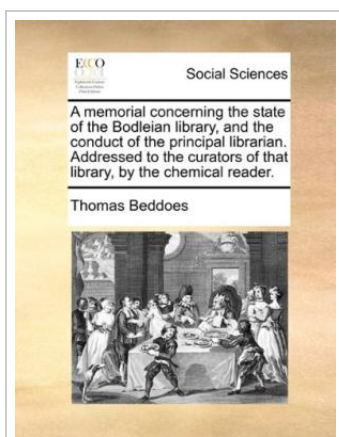 ECCO
Social Sciences
A memorial concerning the state
of the Bodleian library, and the
conduct of the principal librarian.
Addressed to the curators of that
library, by the chemical reader.
Thomas Beddoes